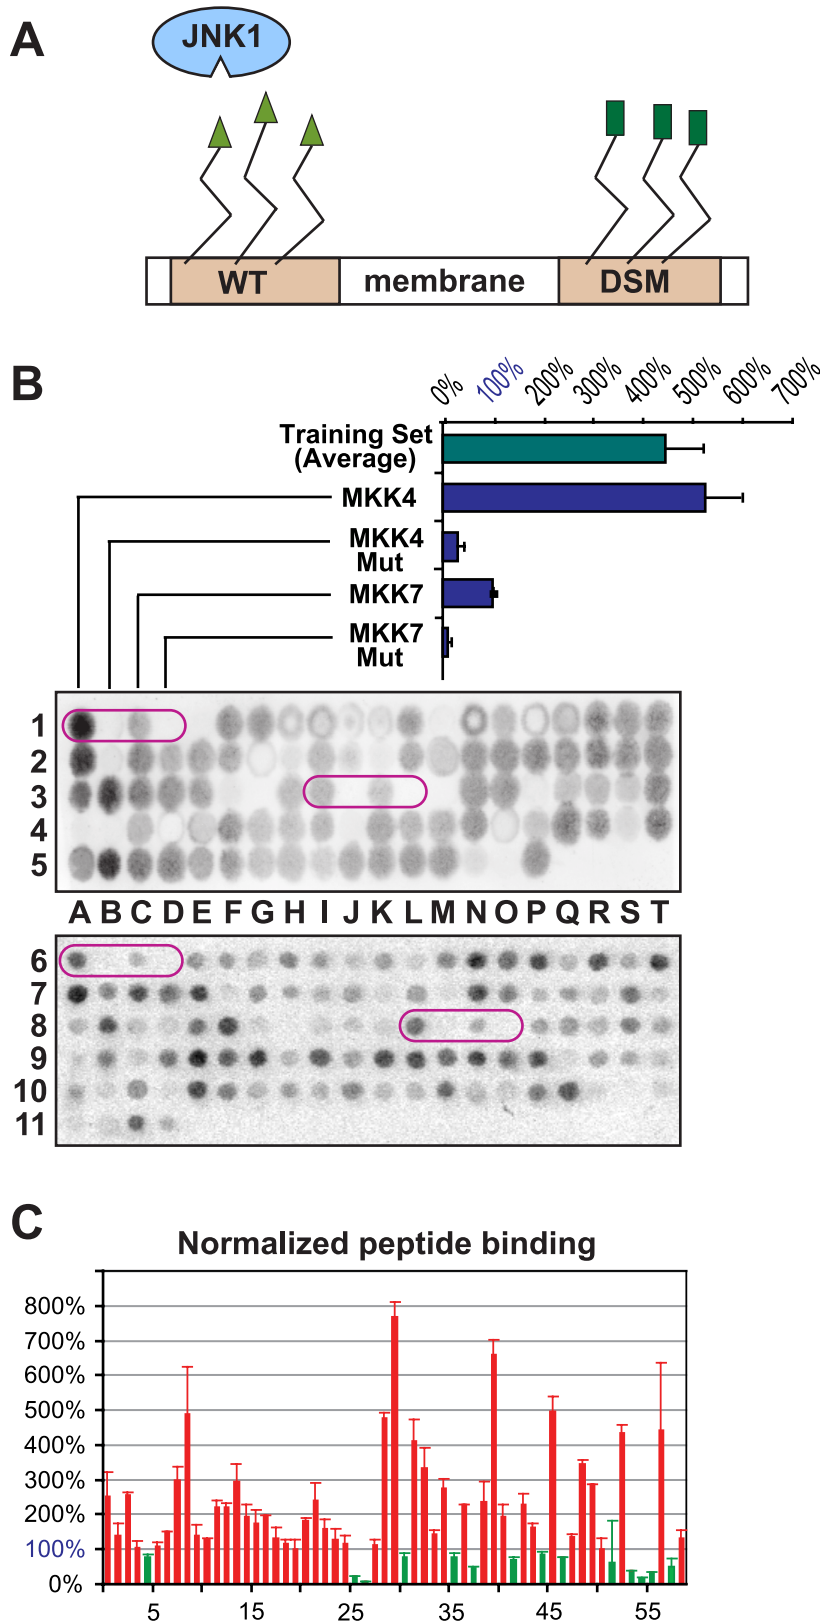 A
JNK1
WT membrane DSM
B
0% 100% 200% 300% 400% 500% 600% 700%
Training Set
(Average)
MKK4
MKK4
Mut
MKK7
MKK7
Mut
1
2
3
4
5
A B C D E F G H I J K L M N O P Q R S T
6
7
8
9
10
11
C
Normalized peptide binding
800%
700%
600%
500%
400%
300%
200%
100%
0%
5 15 25 35 45 55